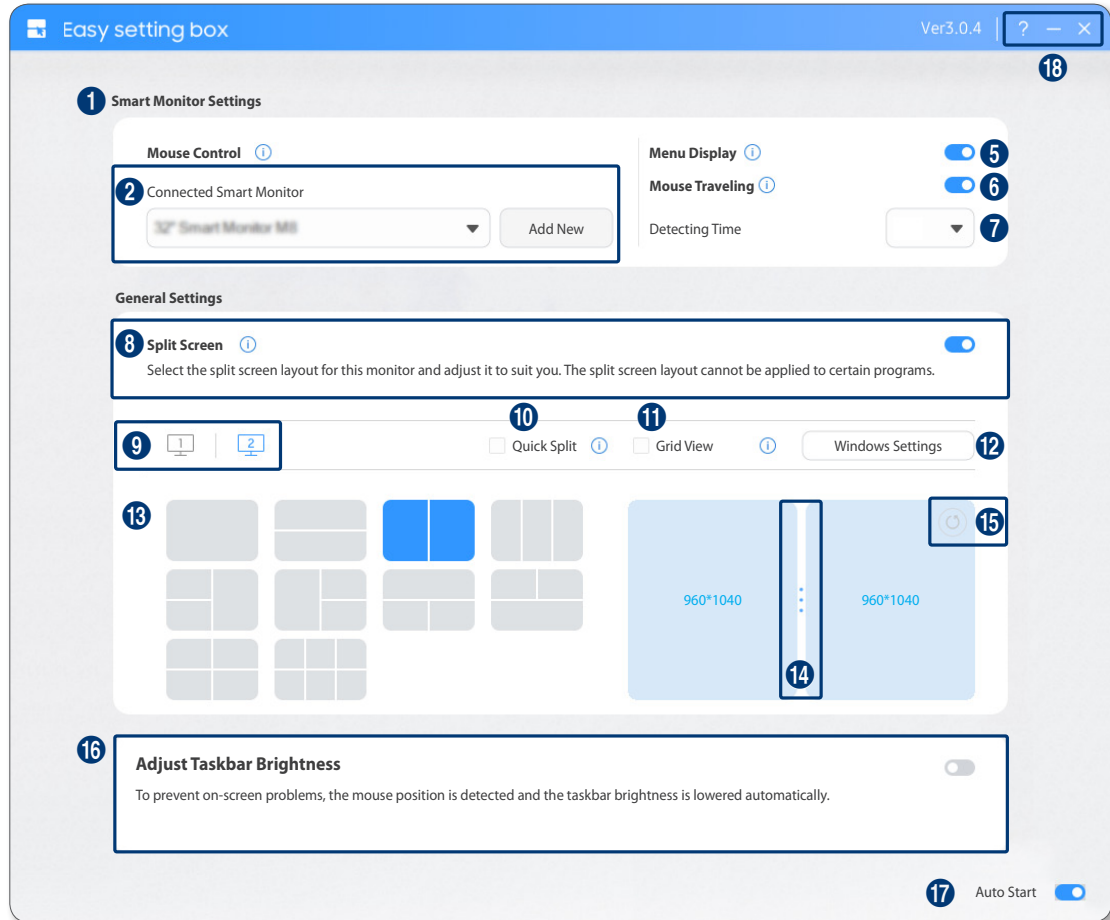 Easy setting box
Ver3.0.4 ? — ×
18
1 Smart Monitor Settings
Mouse Control i
2 Connected Smart Monitor
32" Smart Monitor M8
Add New
Menu Display i 5
Mouse Traveling i 6
Detecting Time 7
General Settings
8 Split Screen i
Select the split screen layout for this monitor and adjust it to suit you. The split screen layout cannot be applied to certain programs.
10 11
9 1 2 Quick Split i Grid View i Windows Settings 12
13
15
960*1040 960*1040
14
16
Adjust Taskbar Brightness
To prevent on-screen problems, the mouse position is detected and the taskbar brightness is lowered automatically.
17 Auto Start